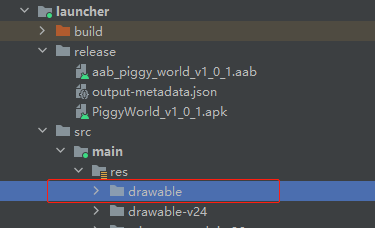 launcher
build
release
aab_piggy_world_v1_0_1.aab
output-metadata.json
PiggyWorld_v1_0_1.apk
src
main
res
drawable
drawable-v24